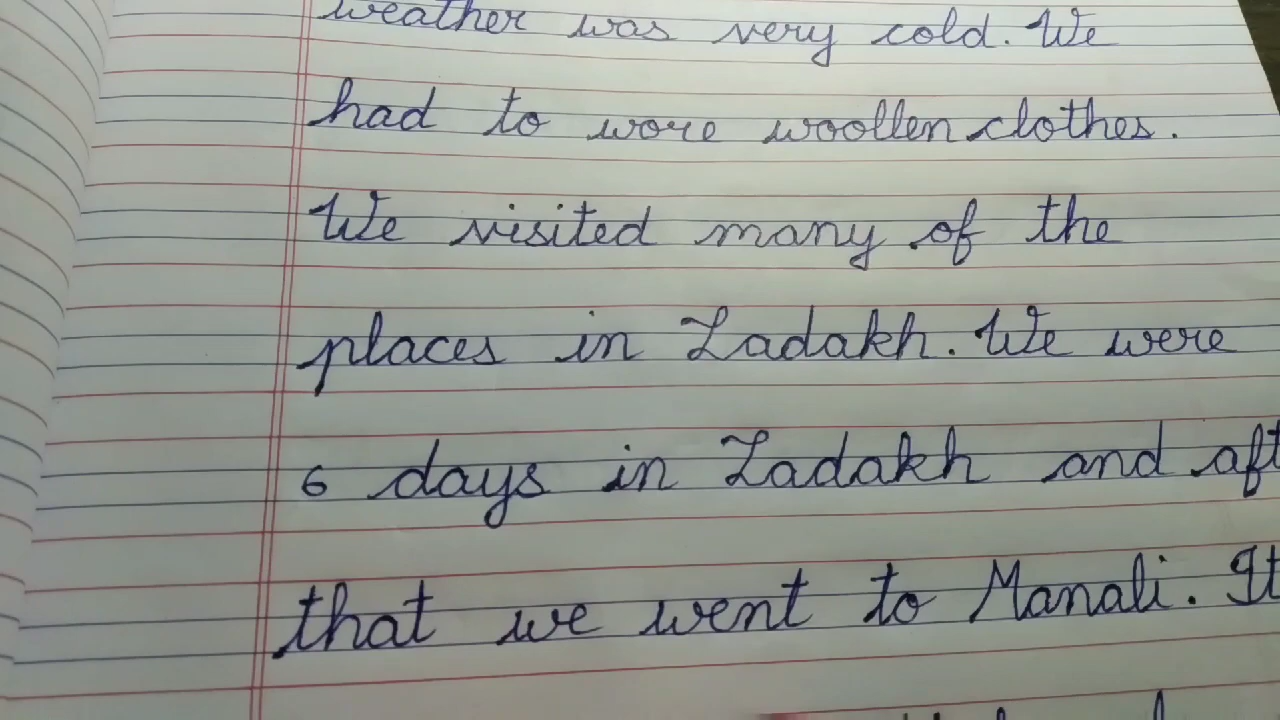 weather was very cold. We
had to wore woollen clothes.
We visited many of the
places in Ladakh. We were
6 days in Ladakh and aft
that we went to Manali. It